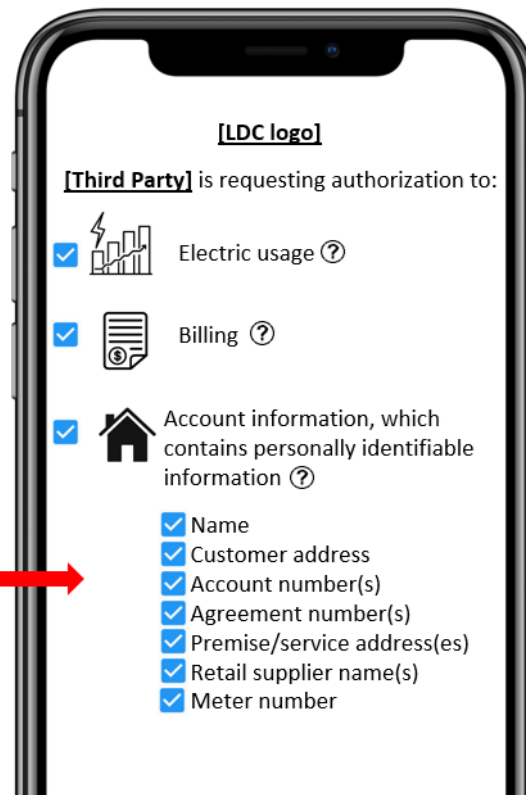 [LDC logo]
[Third Party] is requesting authorization to:
Electric usage ?
Billing ?
$
Account information, which
contains personally identifiable
information ?
Name
Customer address
Account number(s)
Agreement number(s)
Premise/service address(es)
Retail supplier name(s)
Meter number